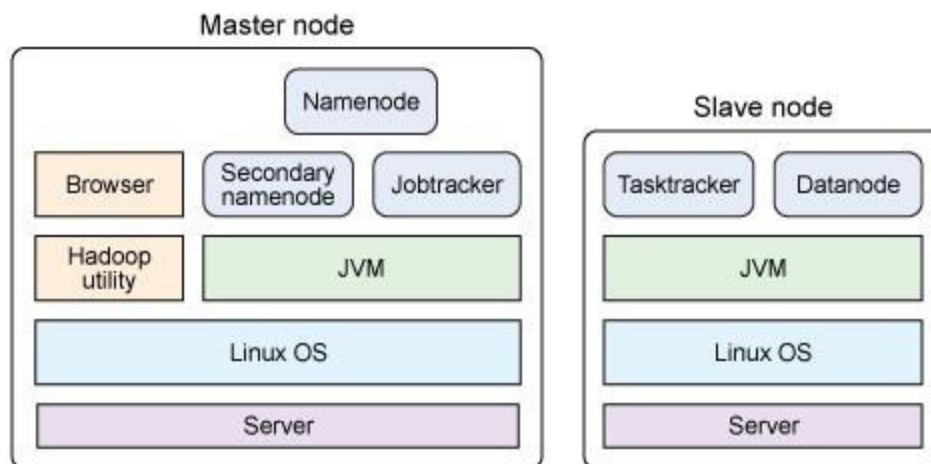 Master node
Namenode
Browser
Secondary
namenode
Jobtracker
Hadoop
utility
JVM
Linux OS
Server
Slave node
Tasktracker
Datanode
JVM
Linux OS
Server